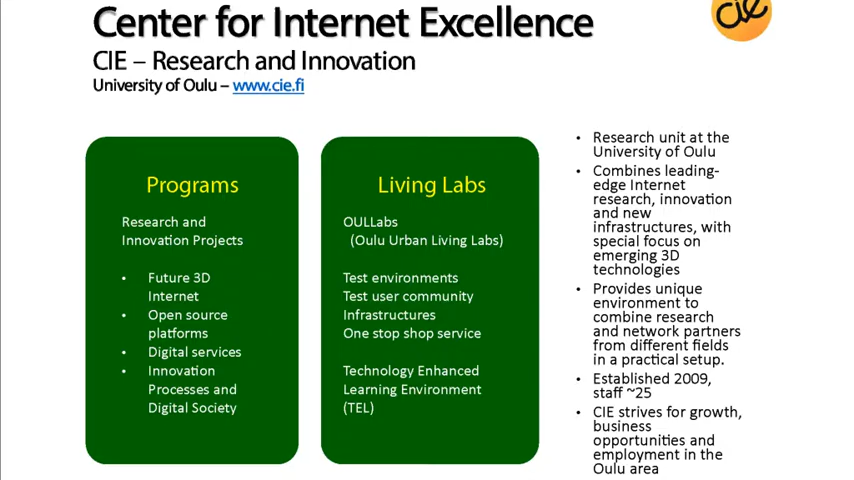 Center for Internet Excellence
cie
CIE – Research and Innovation
University of Oulu – www.cie.fi
Programs
Research and
Innovation Projects
• Future 3D
Internet
• Open source
platforms
• Digital services
• Innovation
Processes and
Digital Society
Living Labs
OULLabs
(Oulu Urban Living Labs)
Test environments
Test user community
Infrastructures
One stop shop service
Technology Enhanced
Learning Environment
(TEL)
• Research unit at the
University of Oulu
• Combines leading-
edge Internet
research, innovation
and new
infrastructures, with
special focus on
emerging 3D
technologies
• Provides unique
environment to
combine research
and network partners
from different fields
in a practical setup.
• Established 2009,
staff ~25
• CIE strives for growth,
business
opportunities and
employment in the
Oulu area